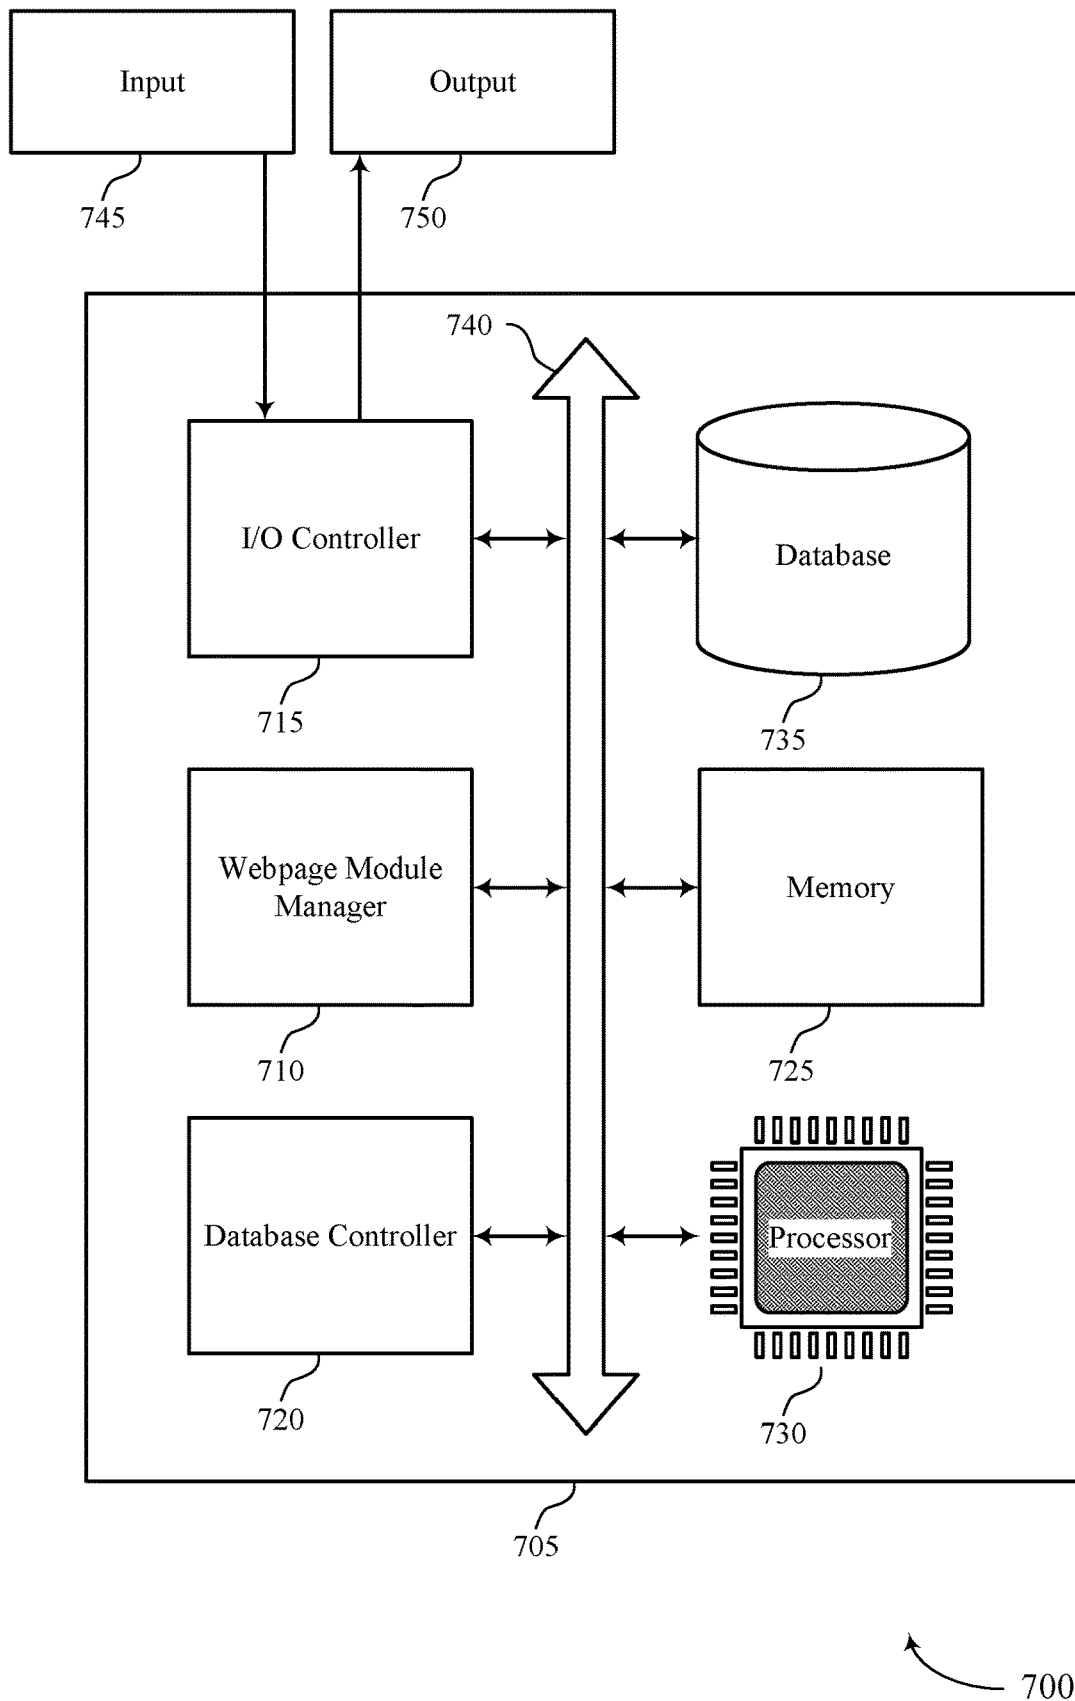 Input
Output
745
750
740
I/O Controller
Database
715
735
Webpage Module
Manager
Memory
710
725
Database Controller
Processor
720
730
705
700